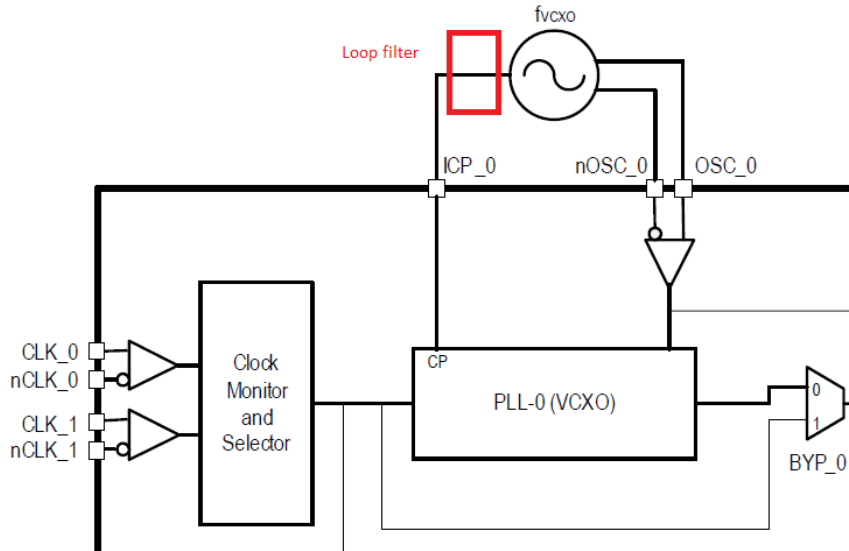 fvcxo
Loop filter
ICP_0
nOSC_0
OSC_0
CLK_0
nCLK_0
CLK_1
nCLK_1
Clock
Monitor
and
Selector
CP
PLL-0 (VCXO)
0
1
BYP_0